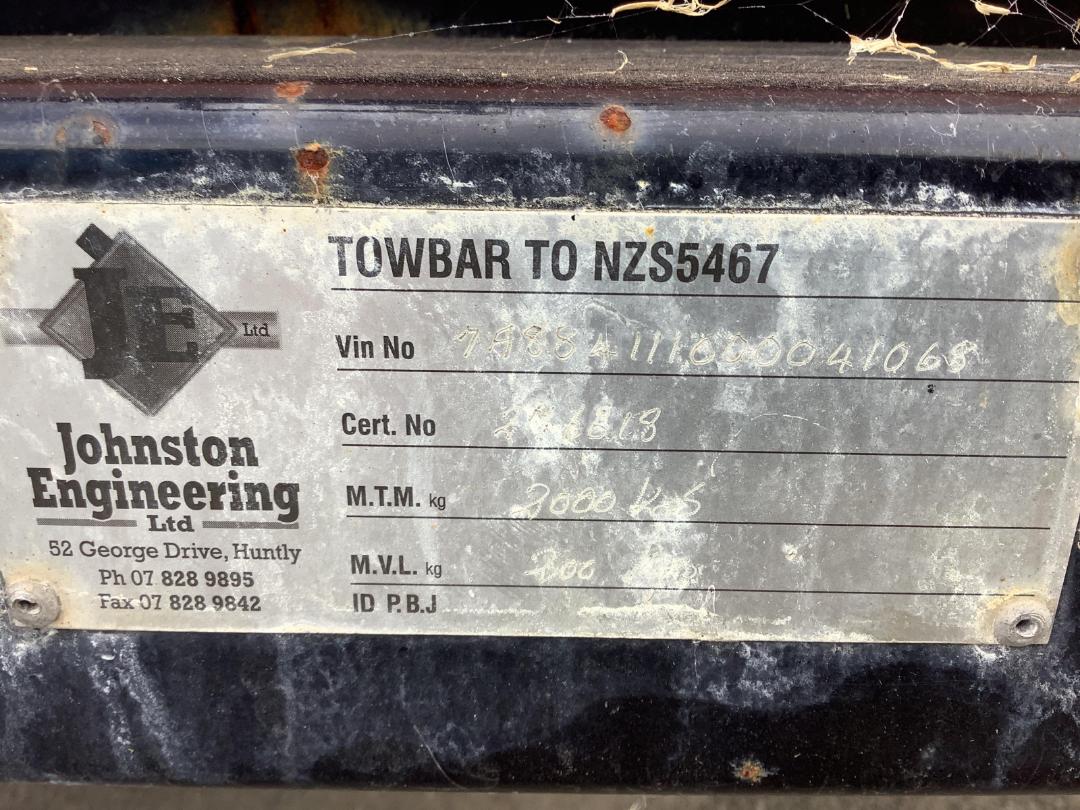 JE Ltd
TOWBAR TO NZS5467
Vin No
Cert. No
M.T.M. kg 2000 KGS
M.V.L. kg
ID P.B.J
Johnston
Engineering
Ltd
52 George Drive, Huntly
Ph 07 828 9895
Fax 07 828 9842